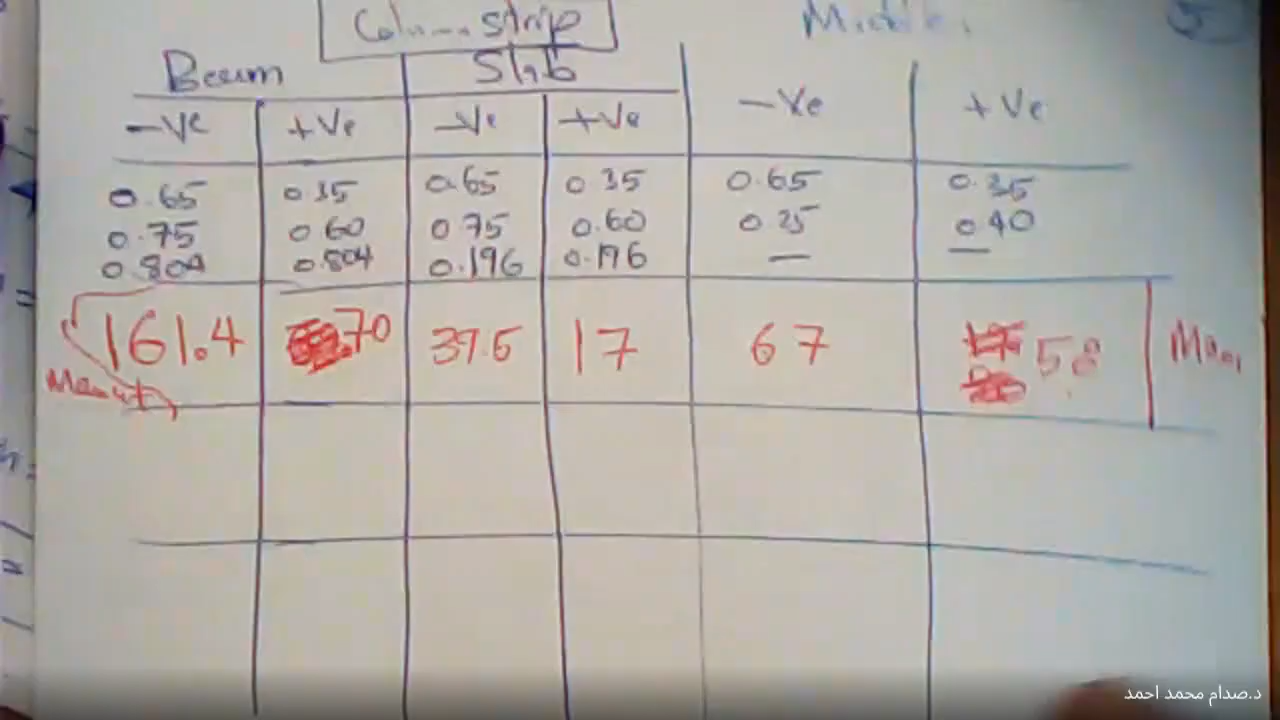 Column strip
Beam
Slab
-Ve +Ve -Ve +Ve -Ve +Ve
0.65 0.35 0.65 0.35 0.65 0.35
0.75 0.60 0.75 0.60 0.25 0.40
0.804 0.804 0.196 0.196 — —
161.4 70 39.5 17 67 58
د.صدام محمد احمد